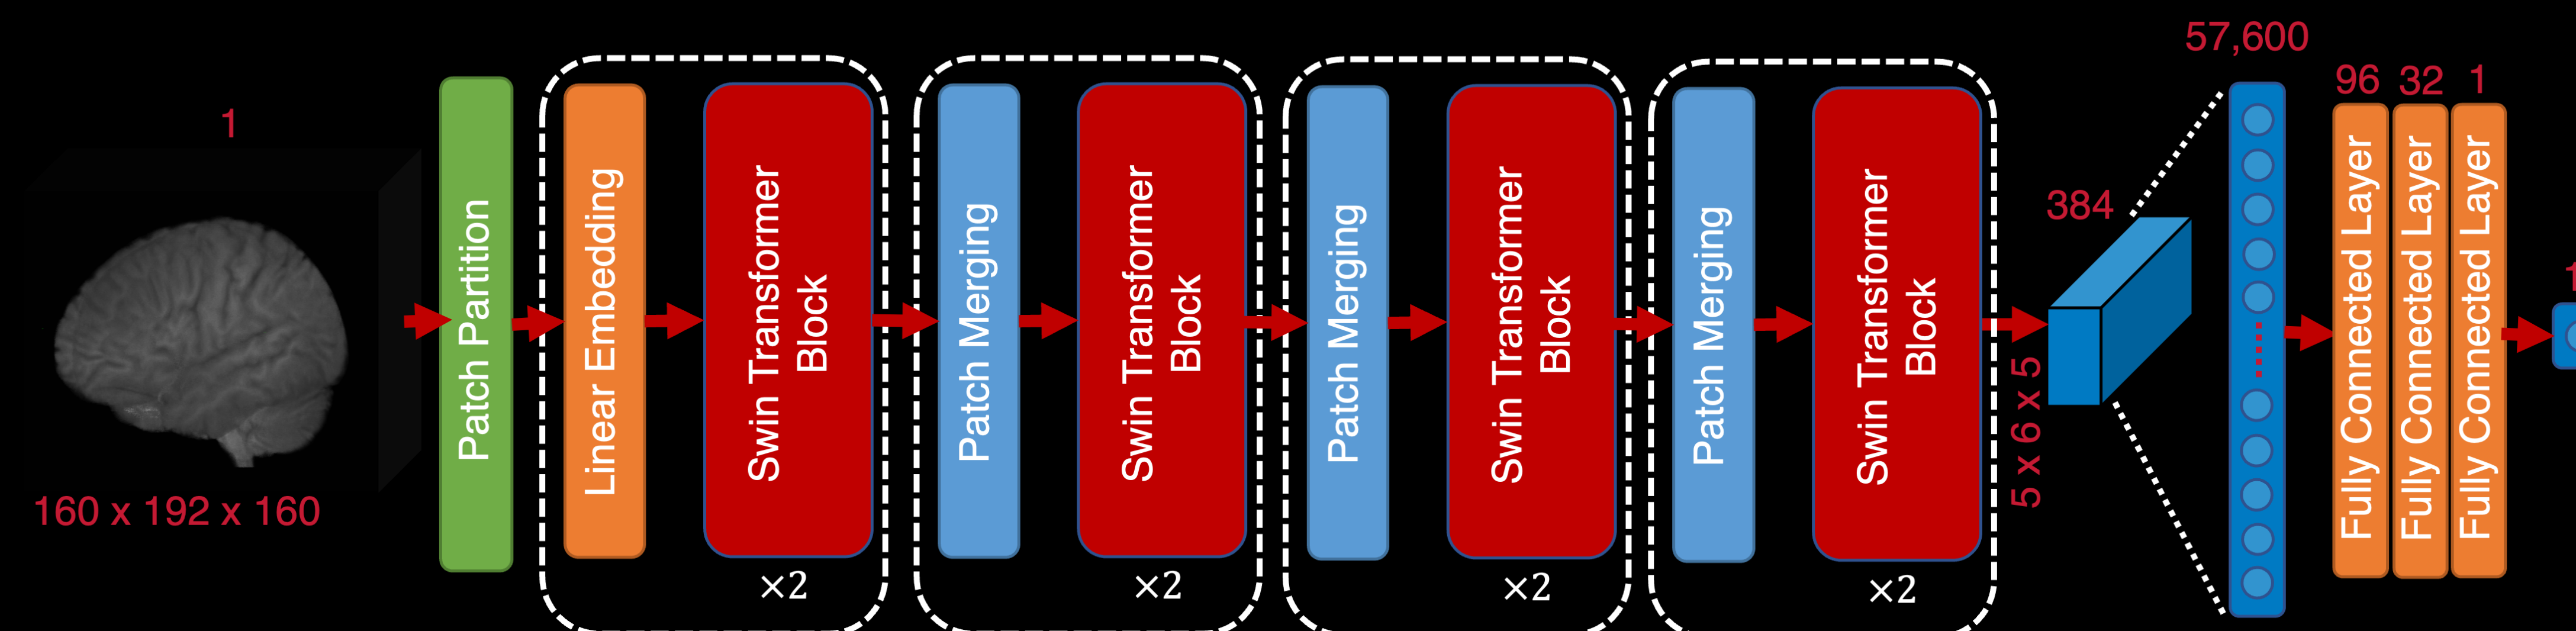 1
160 x 192 x 160
Patch Partition
Linear Embedding
Swin Transformer
Block
×2
Patch Merging
Swin Transformer
Block
×2
Patch Merging
Swin Transformer
Block
×2
Patch Merging
Swin Transformer
Block
×2
5 x 6 x 5
384
57,600
96
Fully Connected Layer
32
Fully Connected Layer
1
Fully Connected Layer